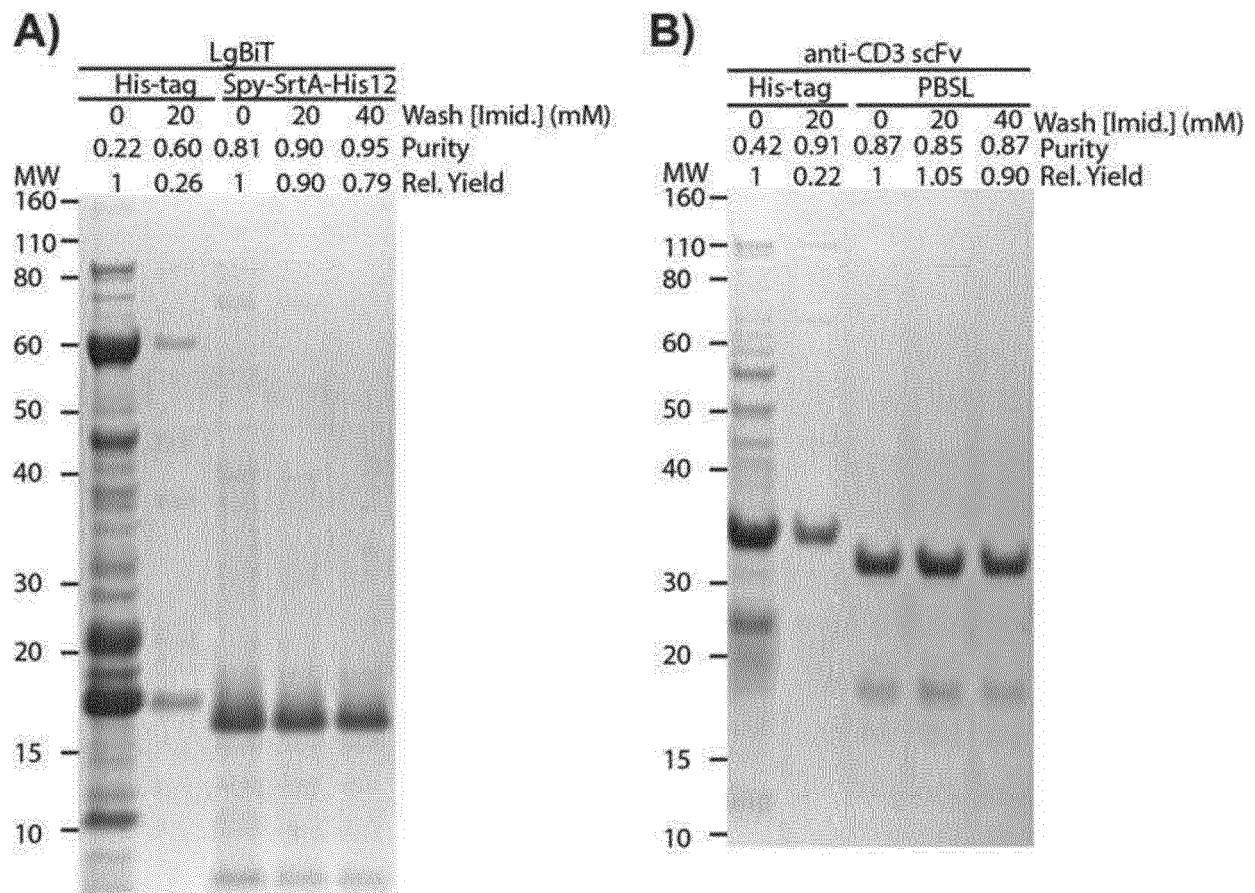 A)
LgBiT
His-tag Spy-SrtA-His12
0 20 0 20 40 Wash [Imid.] (mM)
0.22 0.60 0.81 0.90 0.95 Purity
MW 1 0.26 1 0.90 0.79 Rel. Yield
160
110
80
60
50
40
30
20
15
10
B)
anti-CD3 scFv
His-tag PBSL
0 20 0 20 40 Wash [Imid.] (mM)
0.42 0.91 0.87 0.85 0.87 Purity
MW 1 0.22 1 1.05 0.90 Rel. Yield
160
110
80
60
50
40
30
20
15
10